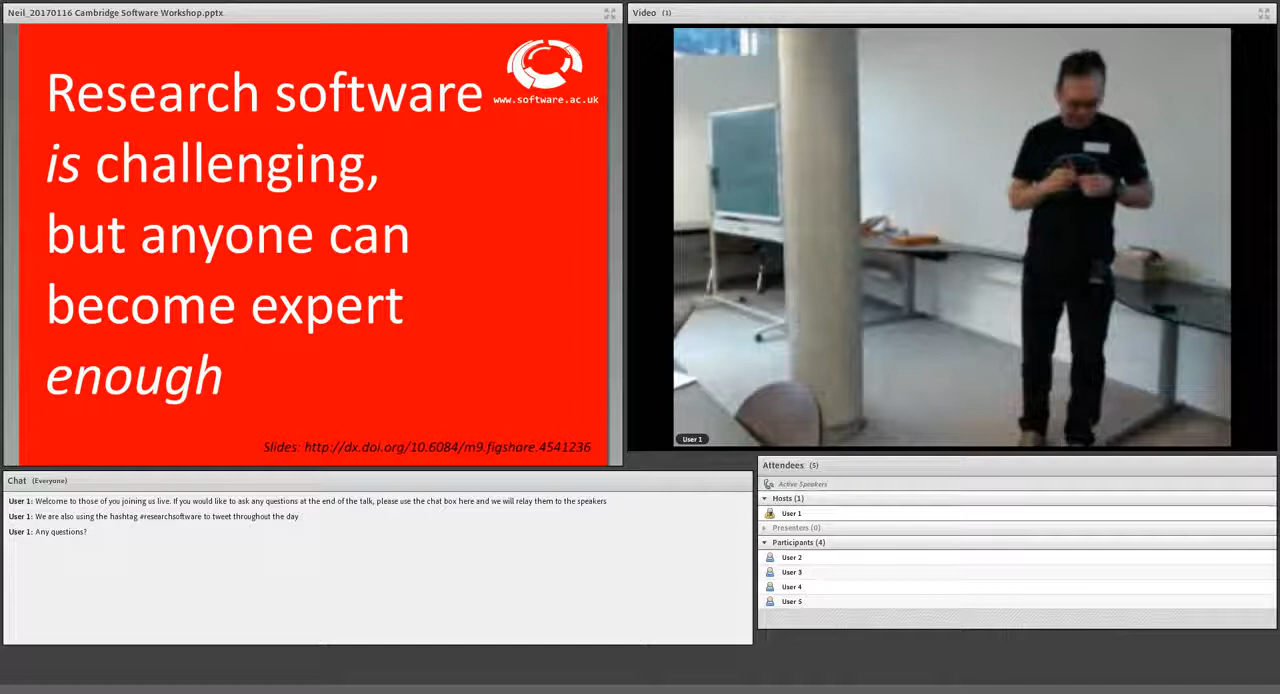 Neil_20170116 Cambridge Software Workshop.pptx
Research software
www.software.ac.uk
is challenging,
but anyone can
become expert
enough
Slides: http://dx.doi.org/10.6084/m9.figshare.4541236
Video (1)
User 1
Chat (Everyone)
User 1: Welcome to those of you joining us live. If you would like to ask any questions at the end of the talk, please use the chat box here and we will relay them to the speakers
User 1: We are also using the hashtag #researchsoftware to tweet throughout the day
User 1: Any questions?
Attendees (5)
Active Speakers
Hosts (1)
User 1
Presenters (0)
Participants (4)
User 2
User 3
User 4
User 5